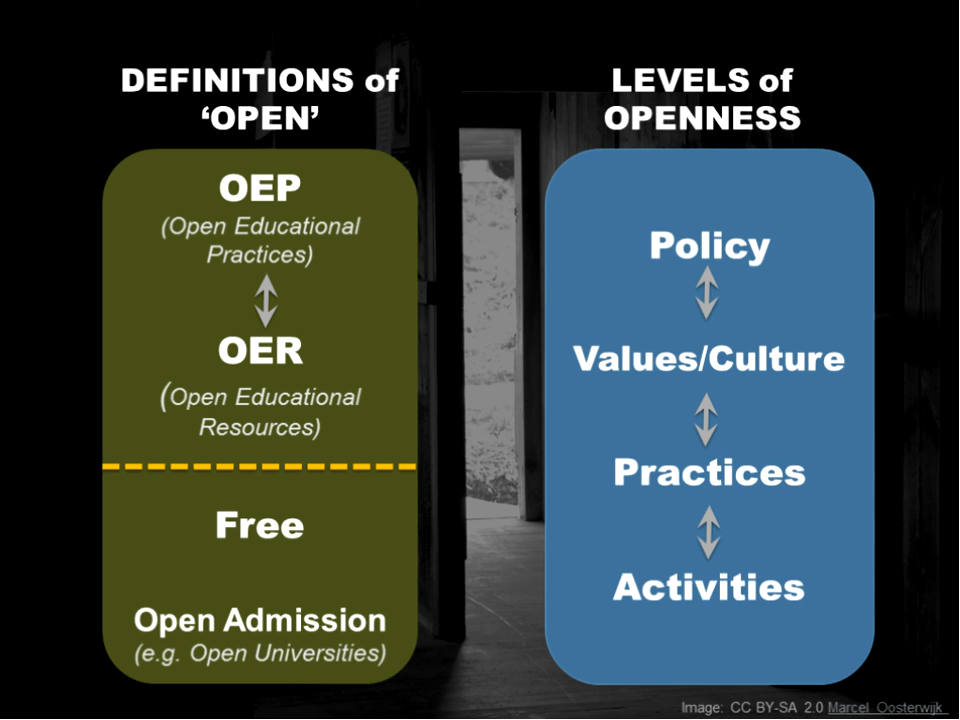 DEFINITIONS of
‘OPEN’
OEP
(Open Educational
Practices)
OER
(Open Educational
Resources)
Free
Open Admission
(e.g. Open Universities)
LEVELS of
OPENNESS
Policy
Values/Culture
Practices
Activities
Image: CC BY-SA 2.0 Marcel Oosterwijk